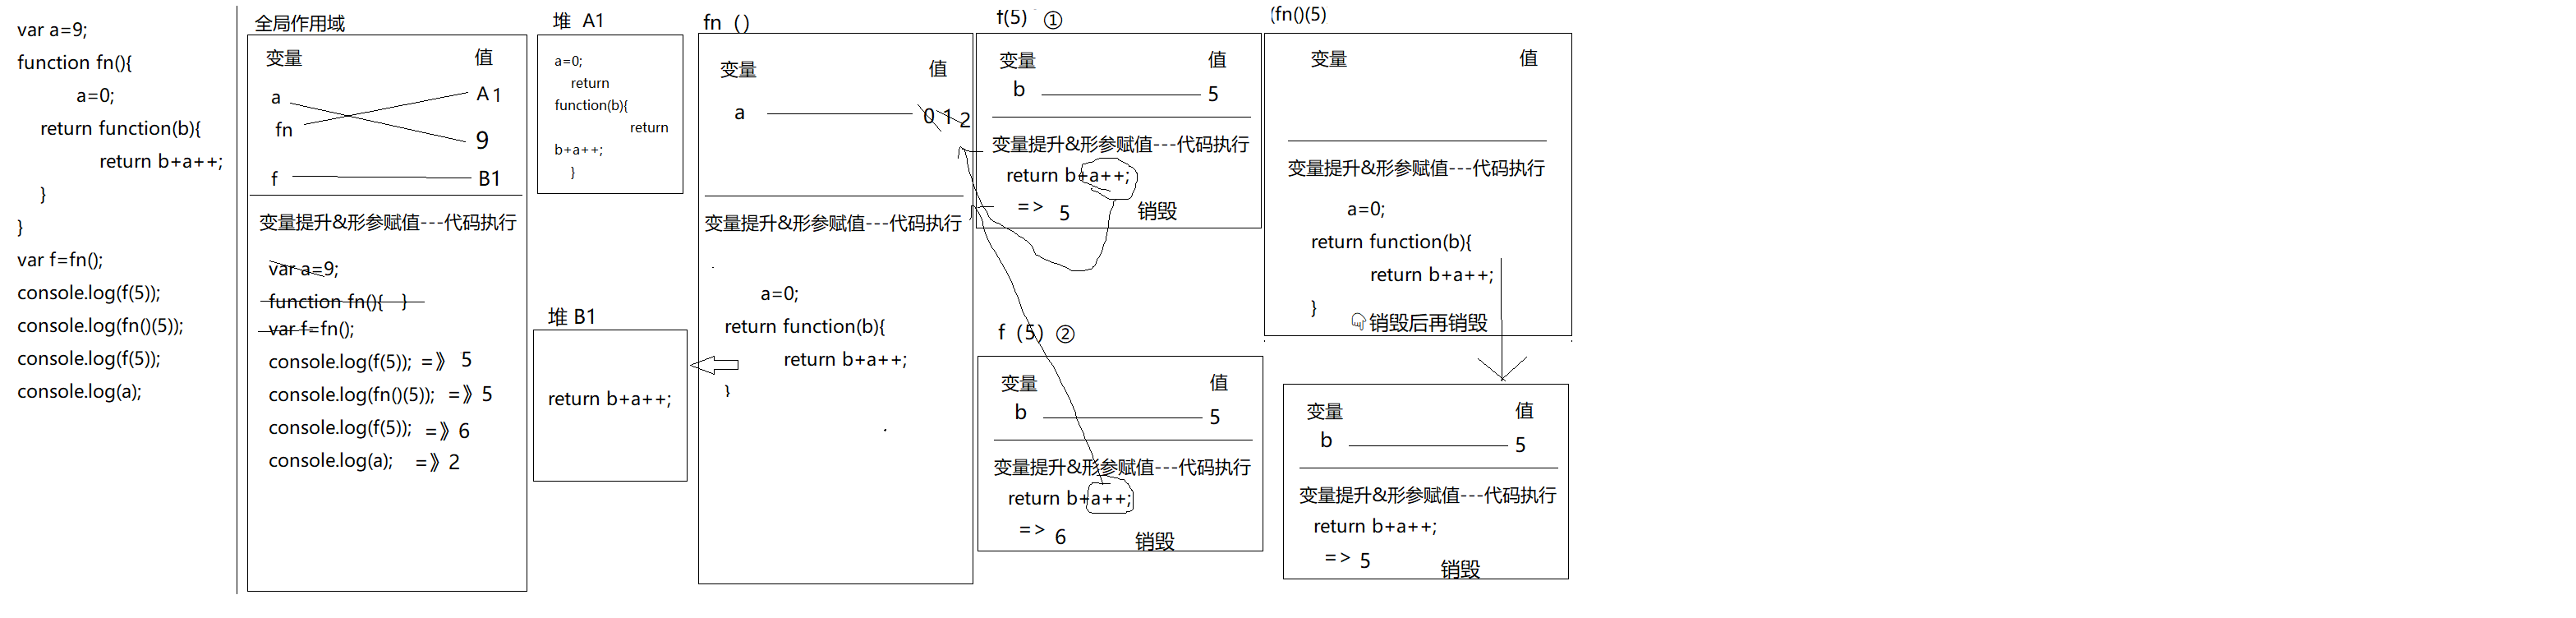 var a=9;
function fn(){
a=0;
return function(b){
return b+a++;
}
}
var f=fn();
console.log(f(5));
console.log(fn()(5));
console.log(f(5));
console.log(a);
全局作用域
变量 值
a A1
fn 9
f B1
变量提升&形参赋值---代码执行
var a=9;
function fn(){ }
var f=fn();
console.log(f(5)); =》 5
console.log(fn()(5)); =》5
console.log(f(5)); =》6
console.log(a); =》2
堆 A1
a=0;
return
function(b){
return
b+a++;
}
堆 B1
return b+a++;
fn（）
变量 值
a 0 1 2
变量提升&形参赋值---代码执行
a=0;
return function(b){
return b+a++;
}
f(5) ①
变量 值
b 5
变量提升&形参赋值---代码执行
return b+a++;
=> 5 销毁
f（5）②
变量 值
b 5
变量提升&形参赋值---代码执行
return b+a++;
=> 6 销毁
(fn()(5)
变量 值
变量提升&形参赋值---代码执行
a=0;
return function(b){
return b+a++;
}
☟销毁后再销毁
变量 值
b 5
变量提升&形参赋值---代码执行
return b+a++;
=> 5 销毁